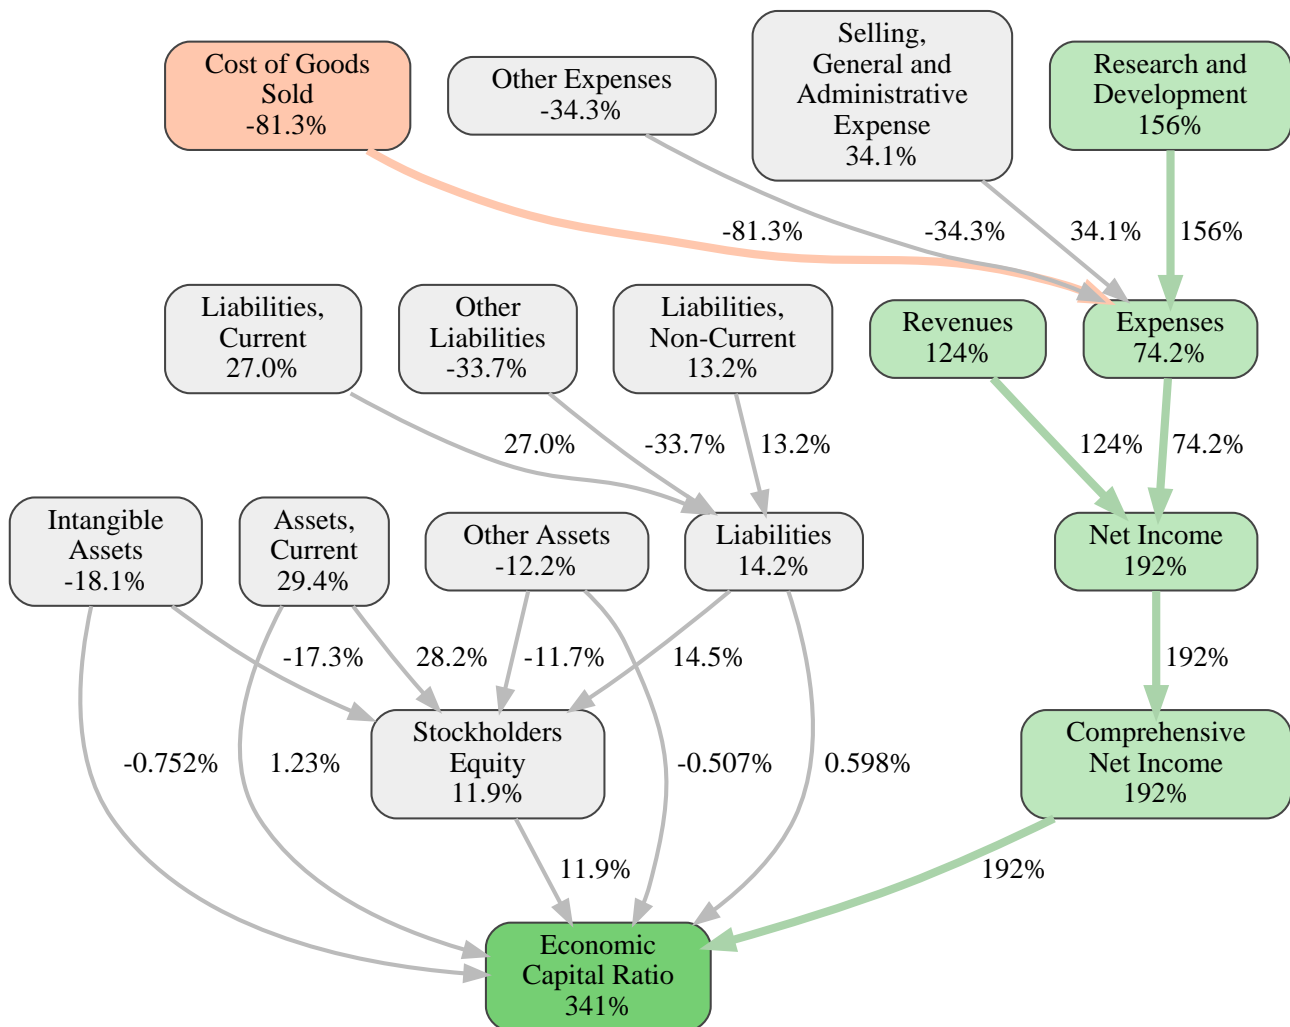 Cost of Goods
Sold
-81.3%
Other Expenses
-34.3%
Selling,
General and
Administrative
Expense
34.1%
Research and
Development
156%
-81.3%
-34.3%
34.1%
156%
Liabilities,
Current
27.0%
Other
Liabilities
-33.7%
Liabilities,
Non-Current
13.2%
Revenues
124%
Expenses
74.2%
27.0%
-33.7%
13.2%
124%
74.2%
Intangible
Assets
-18.1%
Assets,
Current
29.4%
Other Assets
-12.2%
Liabilities
14.2%
Net Income
192%
-17.3%
28.2%
-11.7%
14.5%
192%
-0.752%
1.23%
Stockholders
Equity
11.9%
-0.507%
0.598%
Comprehensive
Net Income
192%
11.9%
192%
Economic
Capital Ratio
341%